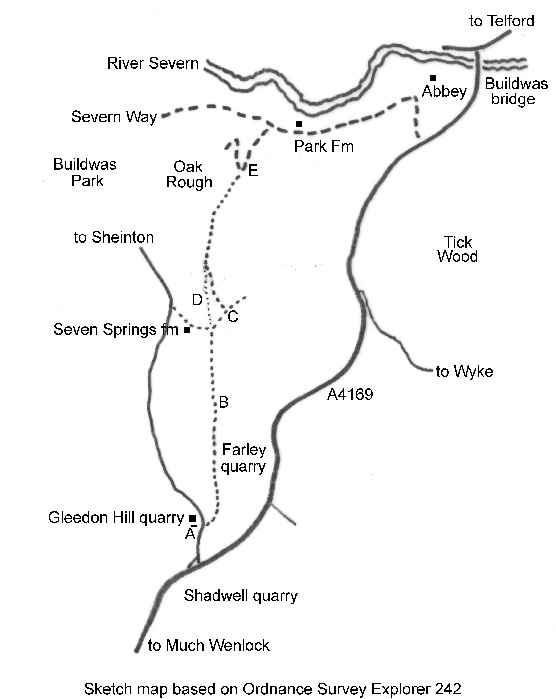 to Telford
River Severn
Abbey
Buildwas
bridge
Severn Way
Park Fm
Buildwas
Park
Oak
Rough
E
to Sheinton
Tick
Wood
D
C
Seven Springs fm
to Wyke
A4169
B
Farley
quarry
Gleedon Hill quarry
A
Shadwell quarry
to Much Wenlock
Sketch map based on Ordnance Survey Explorer 242